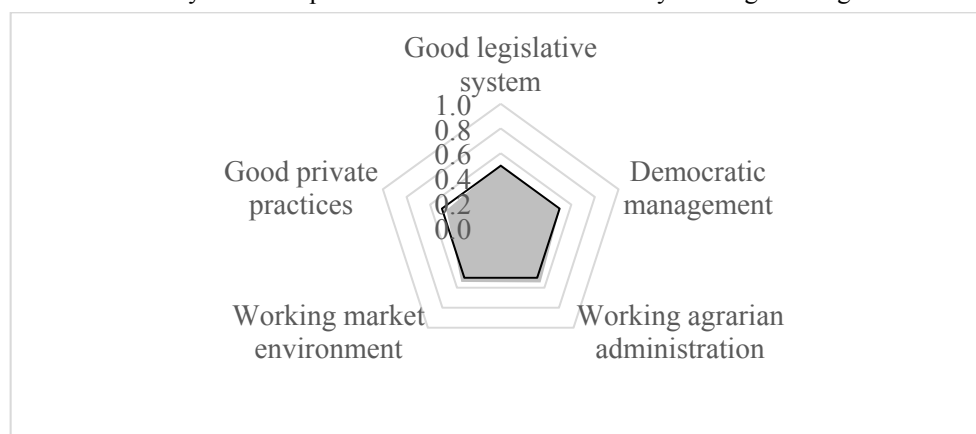 Good legislative
system
1.0
0.8
0.6
0.4
0.2
0.0
Good private
practices
Democratic
management
Working market
environment
Working agrarian
administration